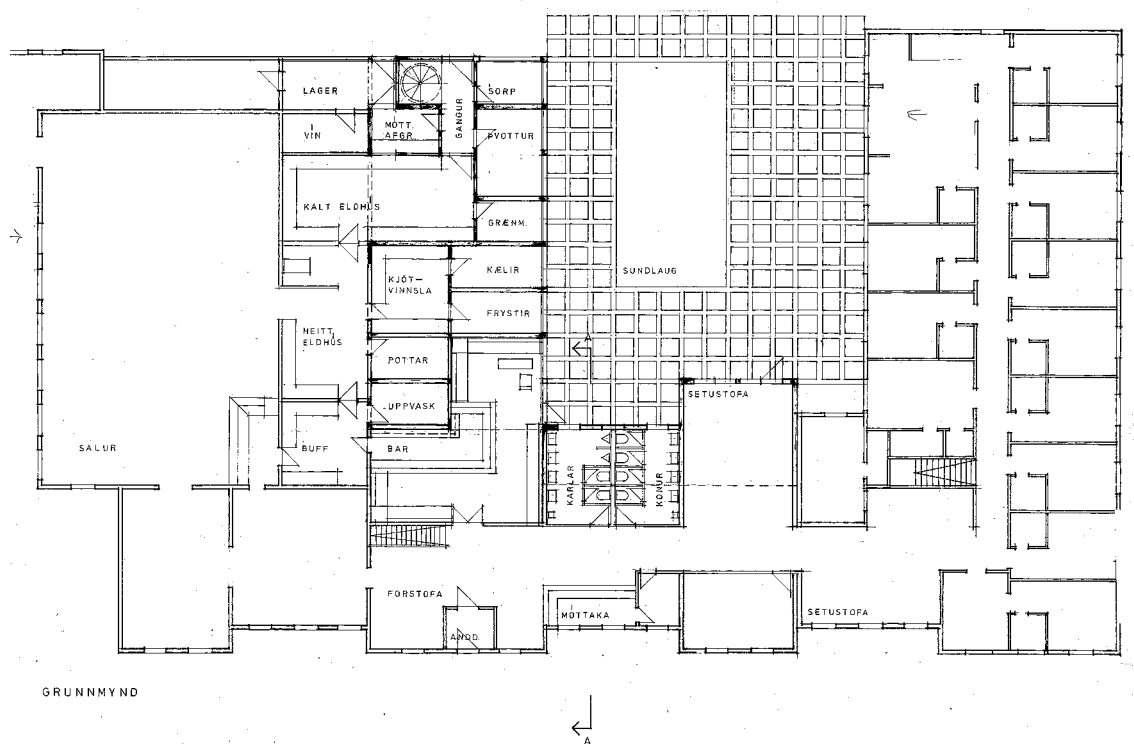 LAGER
SORP
VÍN
MÓTT.
AFGR.
GANGUR
ÞVOTTUR
KALT ELDHÚS
GRÆNM.
KJÖT-
VINNSLA
KÆLIR
SUNDLAUG
FRYSTIR
HEITT
ELDHÚS
A
POTTAR
SETUSTOFA
UPPVASK
SALUR
BUFF
BAR
KARLAR
KONUR
FORSTOFA
MÓTTAKA
SETUSTOFA
ANDD.
GRUNNMYND
A